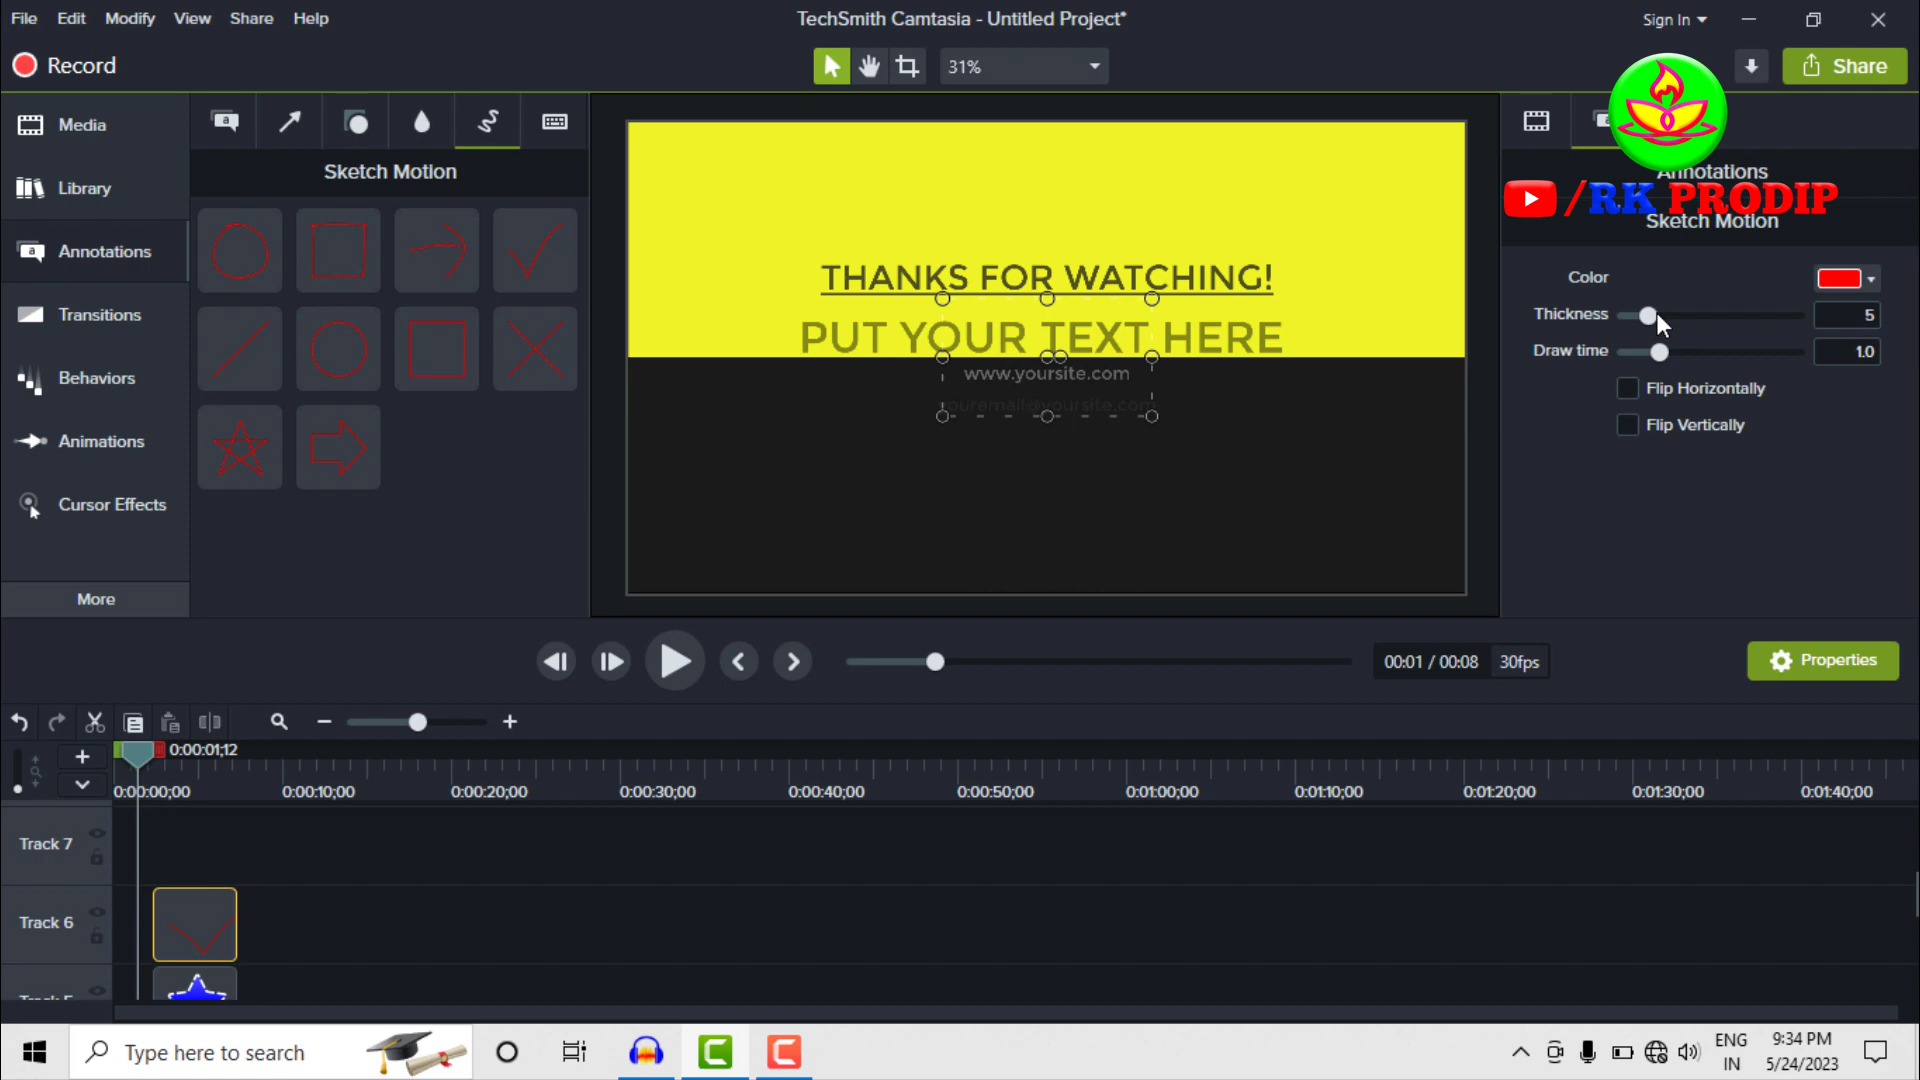 File Edit Modify View Share Help
TechSmith Camtasia - Untitled Project*
Sign In
Record
31%
Share
Media
Library
Annotations
Transitions
Behaviors
Animations
Cursor Effects
More
a
Sketch Motion
THANKS FOR WATCHING!
PUT YOUR TEXT HERE
www.yoursite.com
youremail@yoursite.com
Annotations
/RK PRODIP
Sketch Motion
Color
Thickness 5
Draw time 1.0
Flip Horizontally
Flip Vertically
00:01 / 00:08 30fps
Properties
0:00:01;12
0:00:00;00 0:00:10;00 0:00:20;00 0:00:30;00 0:00:40;00 0:00:50;00 0:01:00;00 0:01:10;00 0:01:20;00 0:01:30;00 0:01:40;00
Track 7
Track 6
Type here to search
ENG
IN
9:34 PM
5/24/2023